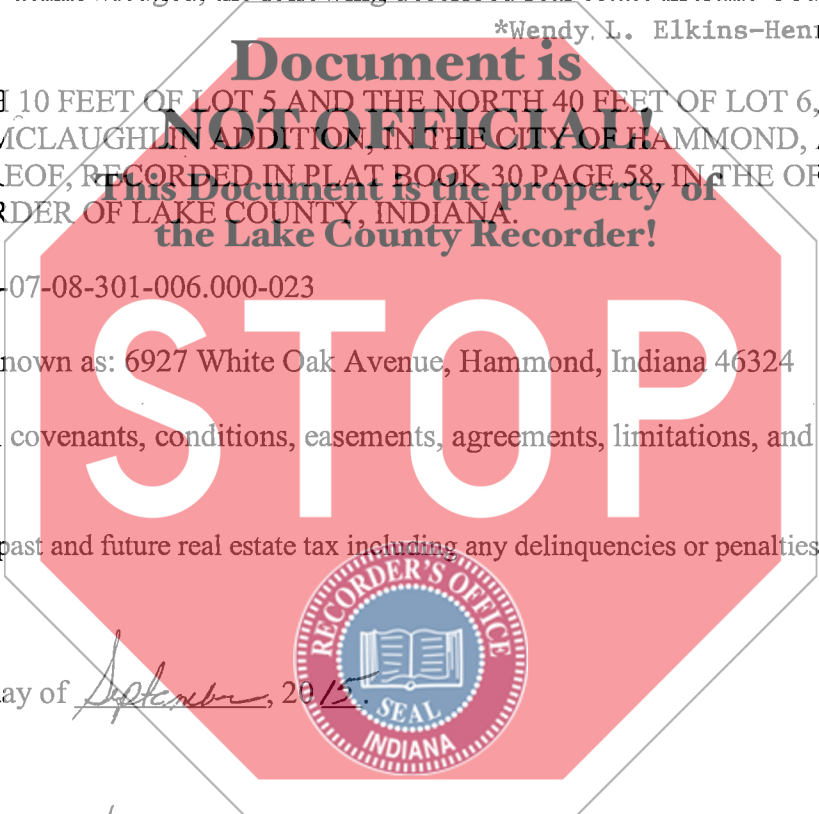 *Wendy L. Elkins-Henr
Document is
10 FEET OF LOT 5 AND THE NORTH 40 FEET OF LOT 6,
NOT OFFICIAL!
MCLAUGHLIN ADDITION, IN THE CITY OF HAMMOND, A
EOF, RECORDED IN PLAT BOOK 30 PAGE 58, IN THE OF
This Document is the property of
RDER OF LAKE COUNTY, INDIANA.
the Lake County Recorder!
-07-08-301-006.000-023
STOP
nown as: 6927 White Oak Avenue, Hammond, Indiana 46324
covenants, conditions, easements, agreements, limitations, and
past and future real estate tax including any delinquencies or penalties
RECORDER'S OFFICE
ay of September, 2015.
SEAL
INDIANA